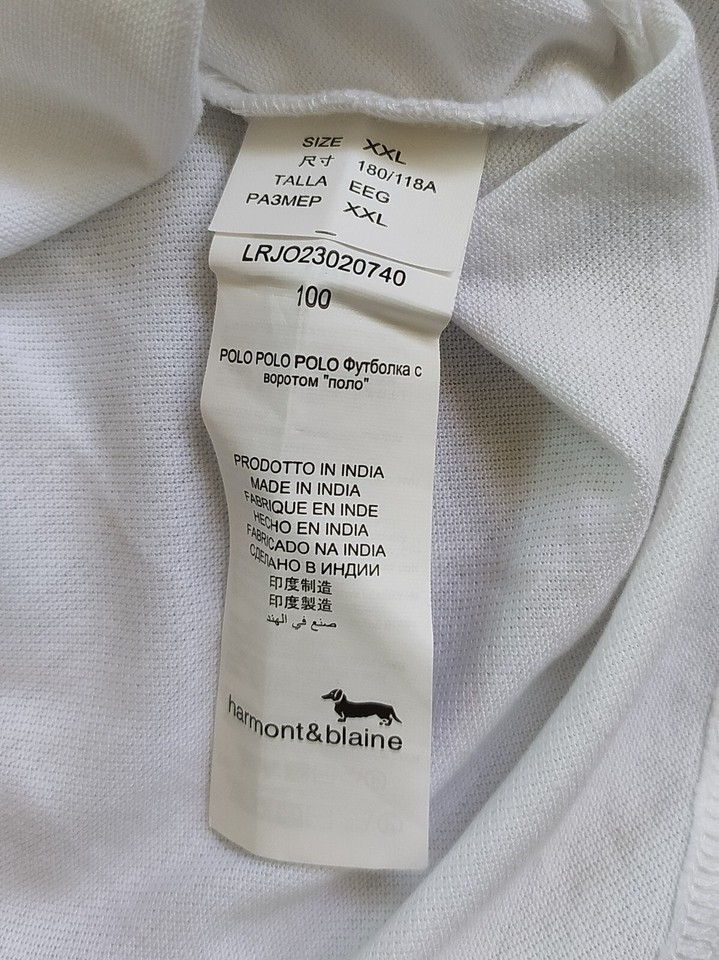 SIZE XXL
尺寸 180/118A
TALLA EEG
РАЗМЕР XXL
LRJ023020740
100
POLO POLO POLO Футболка с
воротом "поло"
PRODOTTO IN INDIA
MADE IN INDIA
FABRIQUE EN INDE
HECHO EN INDIA
FABRICADO NA INDIA
СДЕЛАНО В ИНДИИ
印度制造
印度製造
صنع في الهند
harmont&blaine